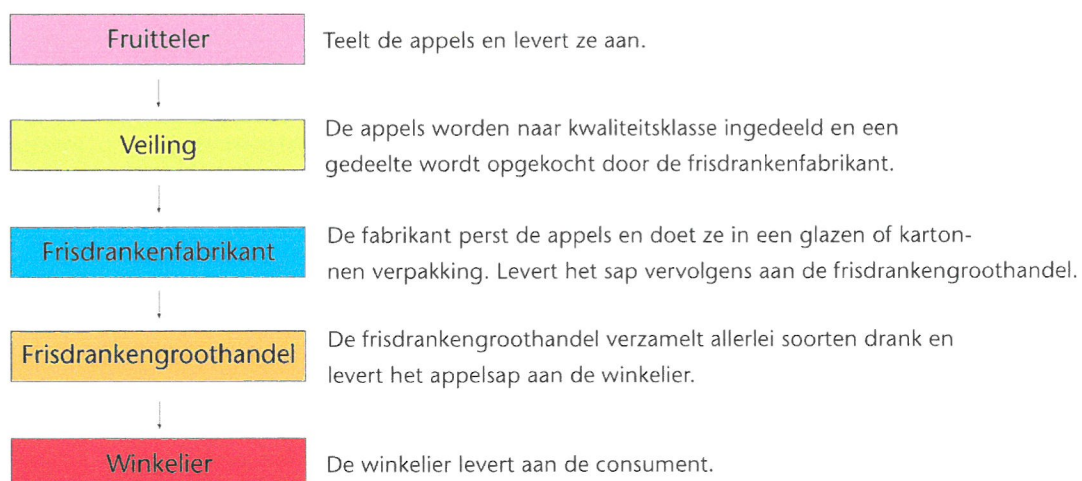 Fruitteler
Teelt de appels en levert ze aan.
Veiling
De appels worden naar kwaliteitsklasse ingedeeld en een
gedeelte wordt opgekocht door de frisdrankenfabrikant.
Frisdrankenfabrikant
De fabrikant perst de appels en doet ze in een glazen of karton-
nen verpakking. Levert het sap vervolgens aan de frisdrankengroothandel.
Frisdrankengroothandel
De frisdrankengroothandel verzamelt allerlei soorten drank en
levert het appelsap aan de winkelier.
Winkelier
De winkelier levert aan de consument.